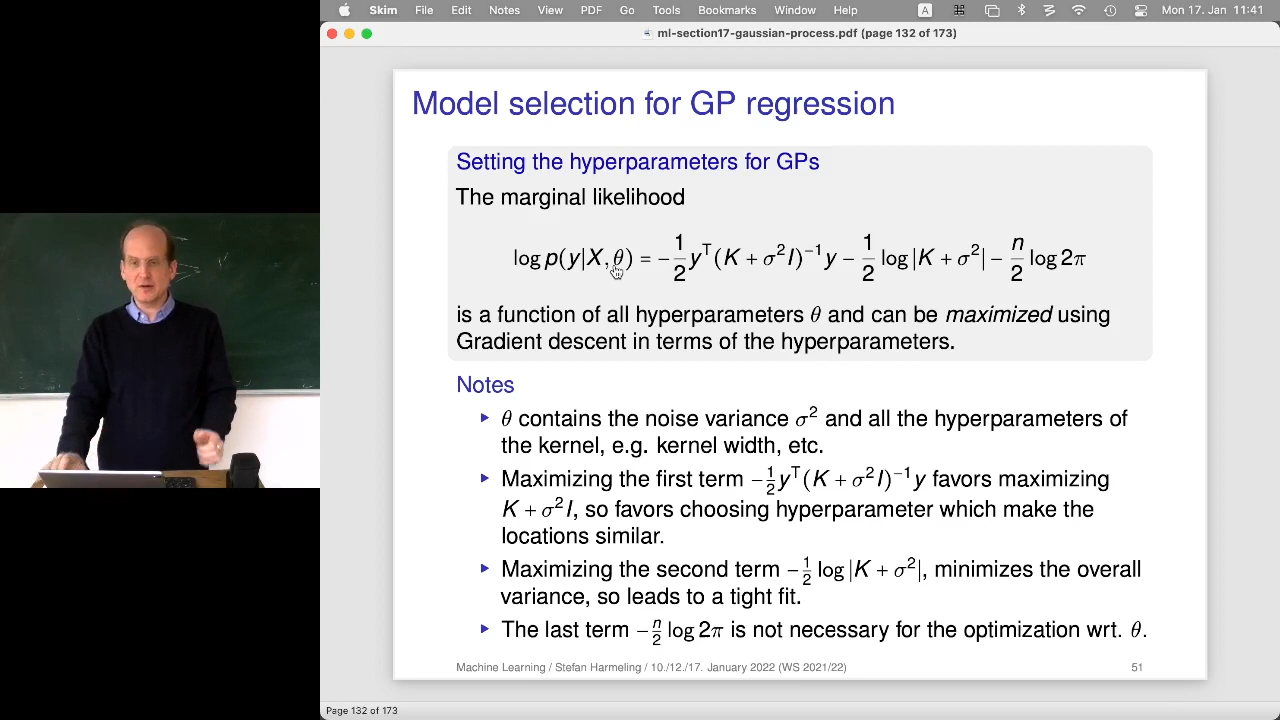 Skim File Edit Notes View PDF Go Tools Bookmarks Window Help A Mon 17. Jan 11:41
ml-section17-gaussian-process.pdf (page 132 of 173)
Model selection for GP regression
Setting the hyperparameters for GPs
The marginal likelihood
log p(y|X, θ) = −1/2 yᵀ(K + σ²I)⁻¹y − 1/2 log|K + σ²| − n/2 log 2π
is a function of all hyperparameters θ and can be maximized using
Gradient descent in terms of the hyperparameters.
Notes
▸ θ contains the noise variance σ² and all the hyperparameters of
the kernel, e.g. kernel width, etc.
▸ Maximizing the first term −½yᵀ(K + σ²I)⁻¹y favors maximizing
K + σ²I, so favors choosing hyperparameter which make the
locations similar.
▸ Maximizing the second term −½ log|K + σ²|, minimizes the overall
variance, so leads to a tight fit.
▸ The last term −n/2 log 2π is not necessary for the optimization wrt. θ.
Machine Learning / Stefan Harmeling / 10./12./17. January 2022 (WS 2021/22) 51
Page 132 of 173